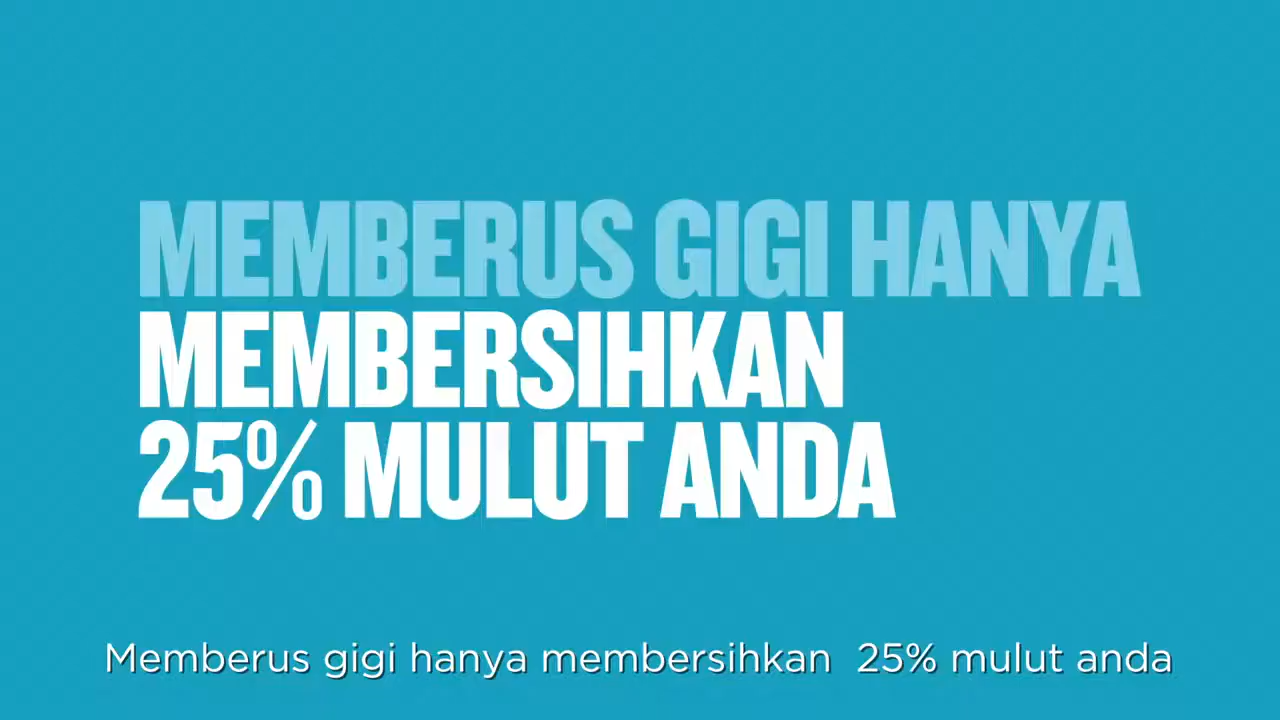 MEMBERUS GIGI HANYA
MEMBERSIHKAN
25% MULUT ANDA
Memberus gigi hanya membersihkan  25% mulut anda